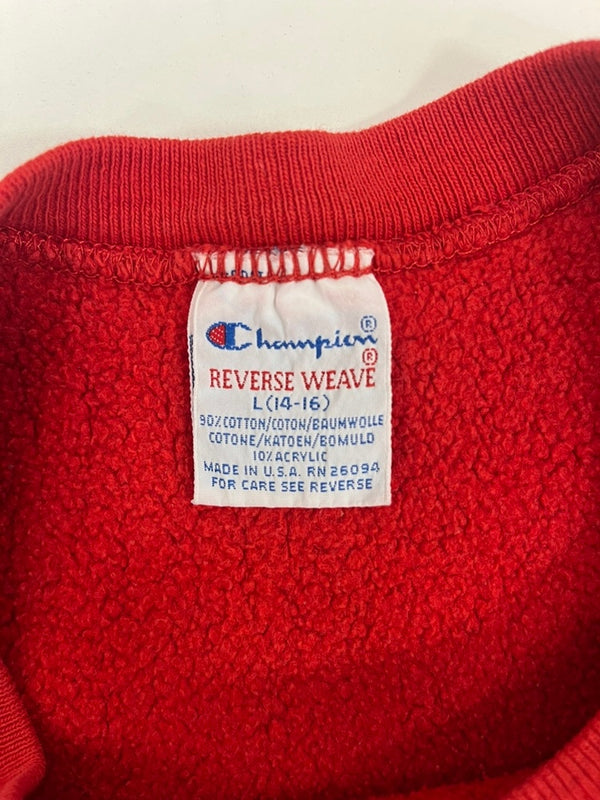 Champion®
REVERSE WEAVE®
L (14-16)
90% COTTON/COTON/BAUMWOLLE
COTONE/KATOEN/BOMULD
10% ACRYLIC
MADE IN U.S.A. RN 26094
FOR CARE SEE REVERSE